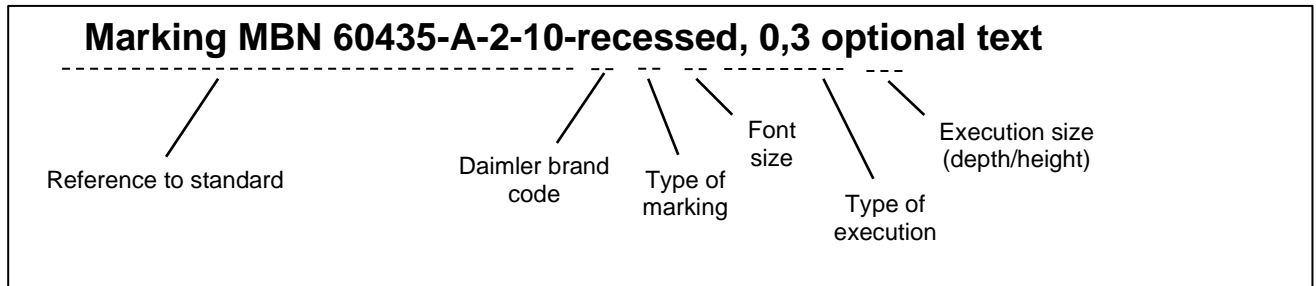 Marking MBN 60435-A-2-10-recessed, 0,3 optional text
Reference to standard
Daimler brand
code
Type of
marking
Font
size
Type of
execution
Execution size
(depth/height)